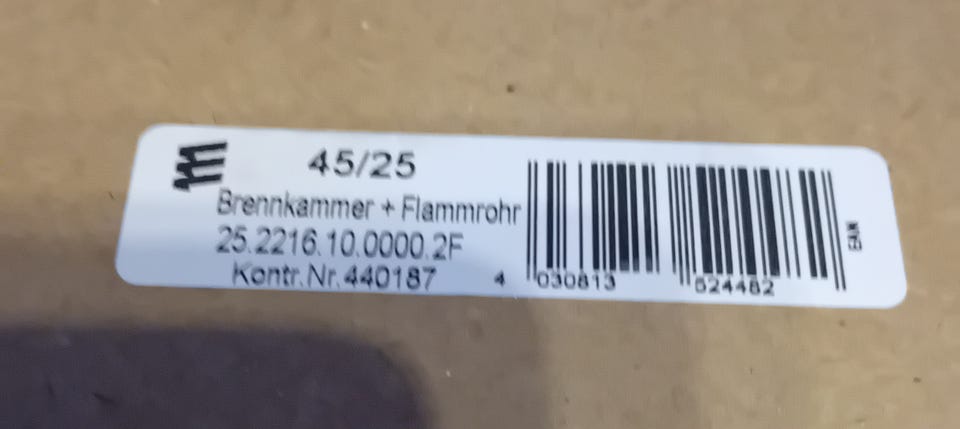 45/25
Brennkammer + Flammrohr
25.2216.10.0000.2F
Kontr.Nr.440187
4 030813 524482
EAN